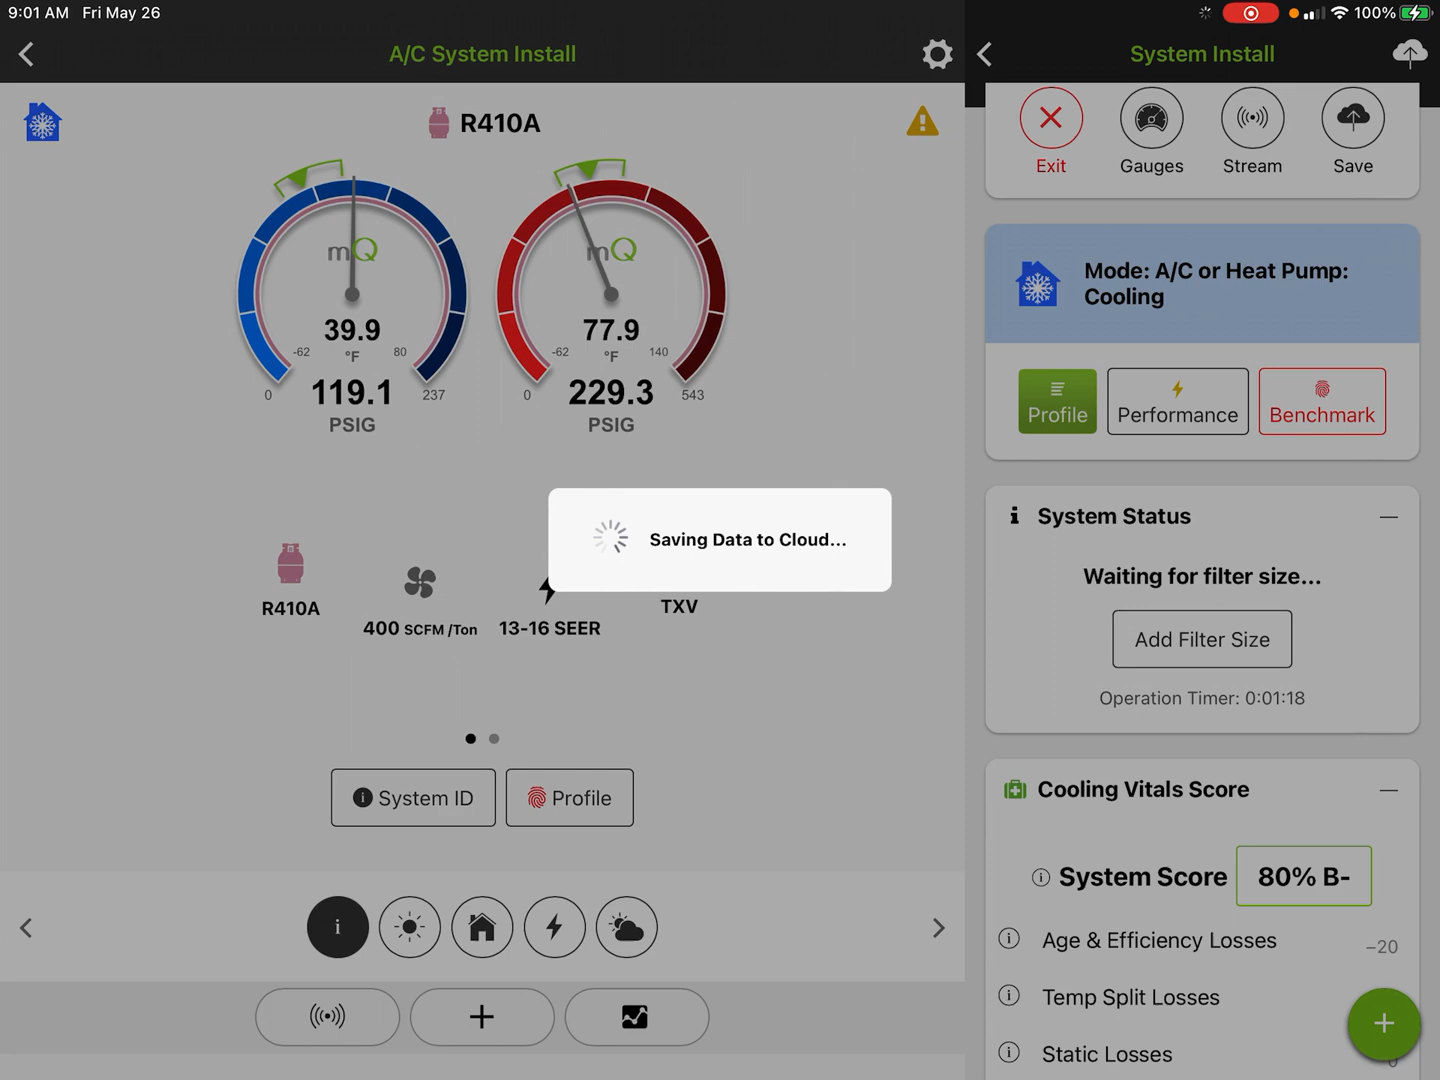 9:01 AM Fri May 26
100%
A/C System Install
System Install
R410A
Exit
Gauges
Stream
Save
mQ
mQ
39.9
-62 °F 80
0 119.1 237
PSIG
77.9
-62 °F 140
0 229.3 543
PSIG
Mode: A/C or Heat Pump:
Cooling
Profile
Performance
Benchmark
System Status
Waiting for filter size...
Add Filter Size
Operation Timer: 0:01:18
Saving Data to Cloud...
R410A
400 SCFM /Ton
13-16 SEER
TXV
System ID
Profile
Cooling Vitals Score
System Score 80% B-
Age & Efficiency Losses -20
Temp Split Losses
Static Losses